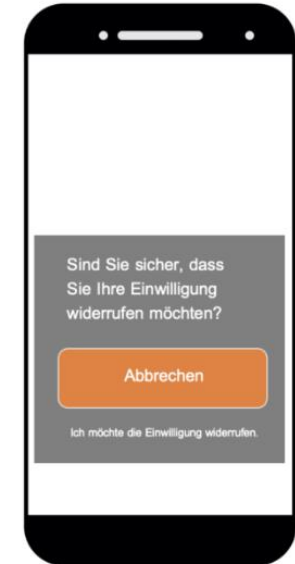 Sind Sie sicher, dass
Sie Ihre Einwilligung
widerrufen möchten?
Abbrechen
Ich möchte die Einwilligung widerrufen.